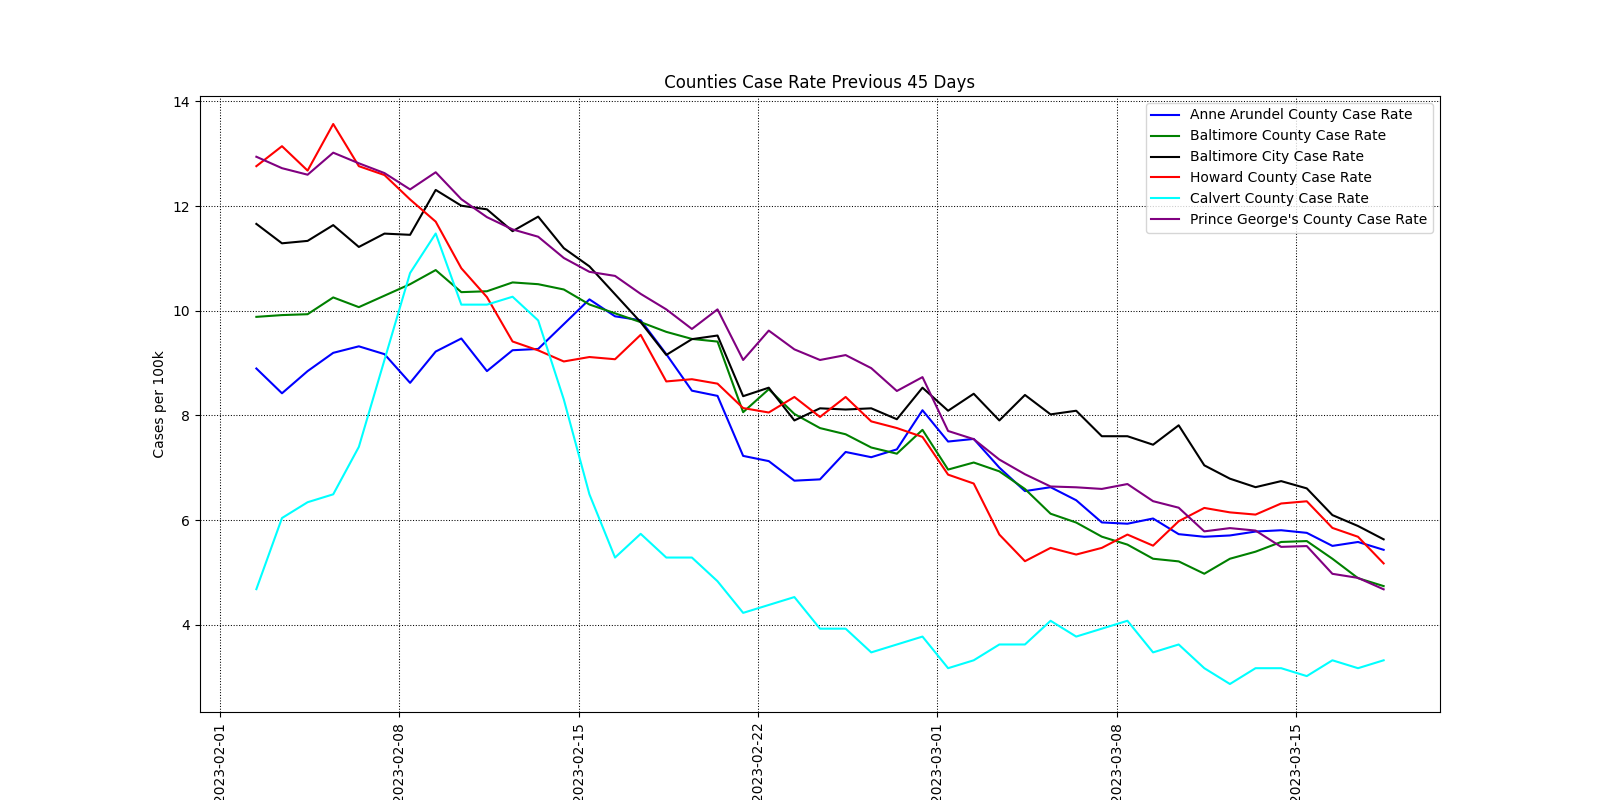 Counties Case Rate Previous 45 Days
14
12
10
8
6
4
Cases per 100k
Anne Arundel County Case Rate
Baltimore County Case Rate
Baltimore City Case Rate
Howard County Case Rate
Calvert County Case Rate
Prince George's County Case Rate
2023-02-01
2023-02-08
2023-02-15
2023-02-22
2023-03-01
2023-03-08
2023-03-15